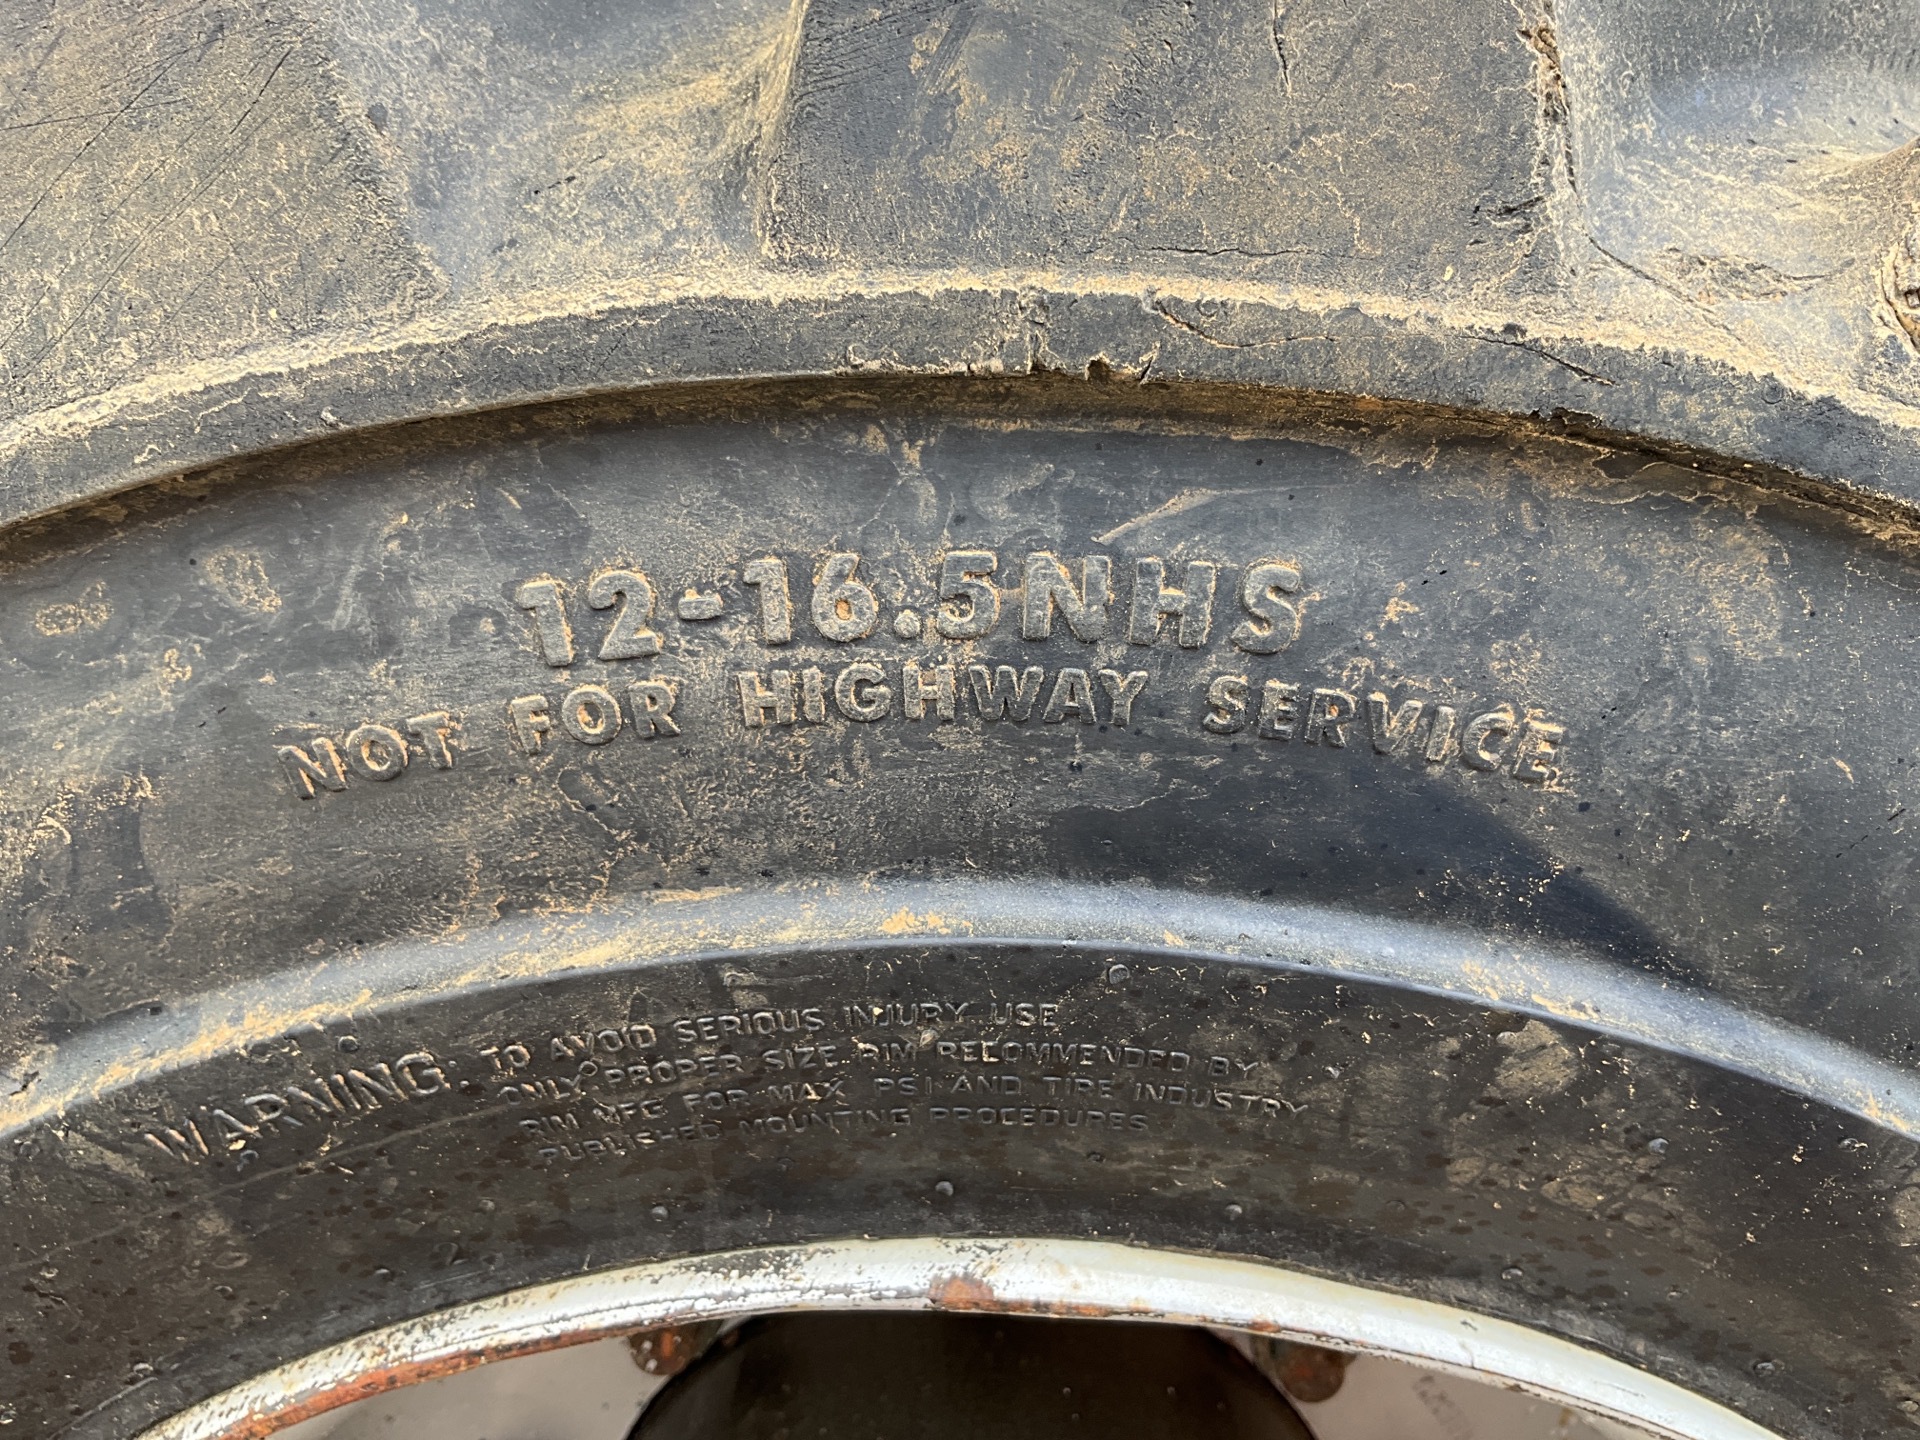 12-16.5NHS
NOT FOR HIGHWAY SERVICE
WARNING: TO AVOID SERIOUS INJURY USE
ONLY PROPER SIZE RIM RECOMMENDED BY
RIM MFG FOR MAX PSI AND TIRE INDUSTRY
PUBLISHED MOUNTING PROCEDURES